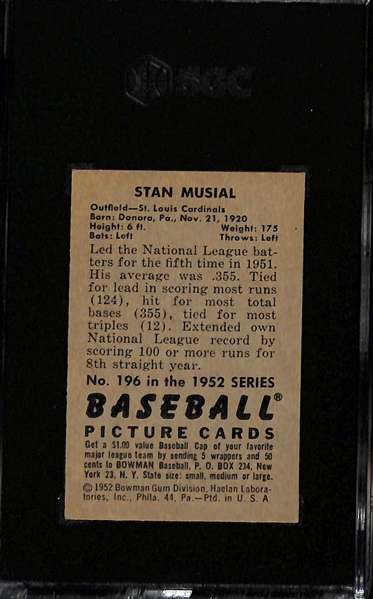 SGC
STAN MUSIAL
Outfield—St. Louis Cardinals
Born: Donora, Pa., Nov. 21, 1920
Height: 6 ft. Weight: 175
Bats: Left Throws: Left
Led the National League bat-
ters for the fifth time in 1951.
His average was .355. Tied
for lead in scoring most runs
(124), hit for most total
bases (355), tied for most
triples (12). Extended own
National League record by
scoring 100 or more runs for
8th straight year.
No. 196 in the 1952 SERIES
BASEBALL®
PICTURE CARDS
Get a $1.00 value Baseball Cap of your favorite
major league team by sending 5 wrappers and 50
cents to BOWMAN Baseball, P. O. BOX 234, New
York 23, N. Y. State size: small, medium or large.
©1952 Bowman Gum Division, Haelan Labora-
tories, Inc., Phila. 44, Pa.—Ptd. in U. S. A